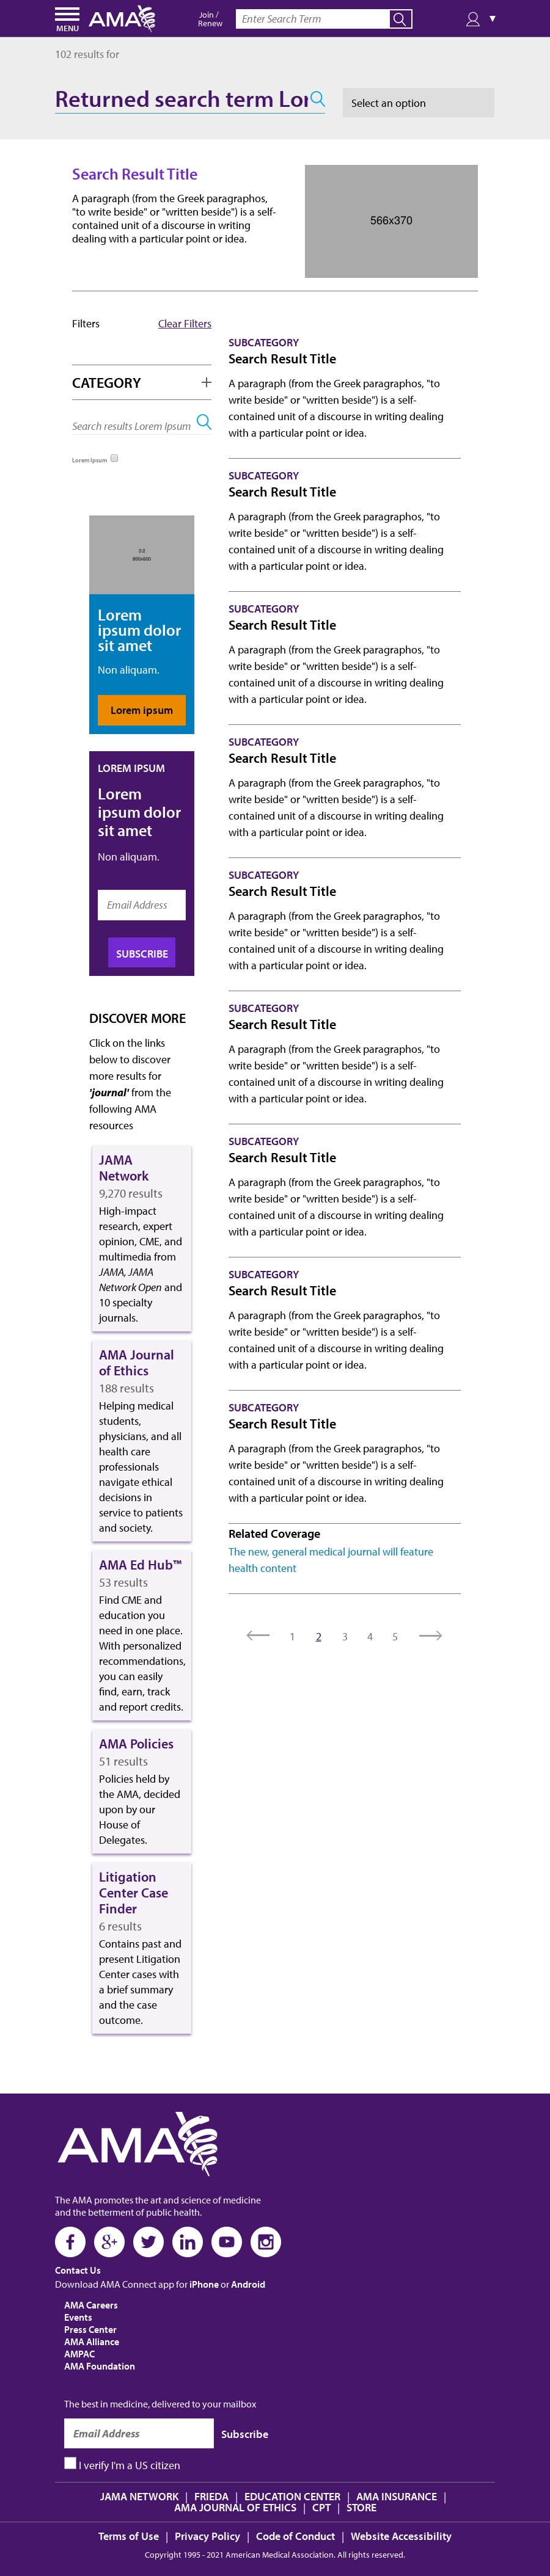 MENU
AMA
Join /
Renew
Enter Search Term
▼
102 results for
Returned search term Lor
Select an option
Search Result Title
A paragraph (from the Greek paragraphos,
"to write beside" or "written beside") is a self-
contained unit of a discourse in writing
dealing with a particular point or idea.
566x370
Filters
Clear Filters
CATEGORY
Search results Lorem Ipsum
Lorem Ipsum
3:2
900x600
Lorem
ipsum dolor
sit amet
Non aliquam.
Lorem ipsum
LOREM IPSUM
Lorem
ipsum dolor
sit amet
Non aliquam.
Email Address
SUBSCRIBE
DISCOVER MORE
Click on the links
below to discover
more results for
'journal' from the
following AMA
resources
JAMA
Network
9,270 results
High-impact
research, expert
opinion, CME, and
multimedia from
JAMA, JAMA
Network Open and
10 specialty
journals.
AMA Journal
of Ethics
188 results
Helping medical
students,
physicians, and all
health care
professionals
navigate ethical
decisions in
service to patients
and society.
AMA Ed Hub™
53 results
Find CME and
education you
need in one place.
With personalized
recommendations,
you can easily
find, earn, track
and report credits.
AMA Policies
51 results
Policies held by
the AMA, decided
upon by our
House of
Delegates.
Litigation
Center Case
Finder
6 results
Contains past and
present Litigation
Center cases with
a brief summary
and the case
outcome.
SUBCATEGORY
Search Result Title
A paragraph (from the Greek paragraphos, "to
write beside" or "written beside") is a self-
contained unit of a discourse in writing dealing
with a particular point or idea.
SUBCATEGORY
Search Result Title
A paragraph (from the Greek paragraphos, "to
write beside" or "written beside") is a self-
contained unit of a discourse in writing dealing
with a particular point or idea.
SUBCATEGORY
Search Result Title
A paragraph (from the Greek paragraphos, "to
write beside" or "written beside") is a self-
contained unit of a discourse in writing dealing
with a particular point or idea.
SUBCATEGORY
Search Result Title
A paragraph (from the Greek paragraphos, "to
write beside" or "written beside") is a self-
contained unit of a discourse in writing dealing
with a particular point or idea.
SUBCATEGORY
Search Result Title
A paragraph (from the Greek paragraphos, "to
write beside" or "written beside") is a self-
contained unit of a discourse in writing dealing
with a particular point or idea.
SUBCATEGORY
Search Result Title
A paragraph (from the Greek paragraphos, "to
write beside" or "written beside") is a self-
contained unit of a discourse in writing dealing
with a particular point or idea.
SUBCATEGORY
Search Result Title
A paragraph (from the Greek paragraphos, "to
write beside" or "written beside") is a self-
contained unit of a discourse in writing dealing
with a particular point or idea.
SUBCATEGORY
Search Result Title
A paragraph (from the Greek paragraphos, "to
write beside" or "written beside") is a self-
contained unit of a discourse in writing dealing
with a particular point or idea.
SUBCATEGORY
Search Result Title
A paragraph (from the Greek paragraphos, "to
write beside" or "written beside") is a self-
contained unit of a discourse in writing dealing
with a particular point or idea.
Related Coverage
The new, general medical journal will feature
health content
1 2 3 4 5
AMA
The AMA promotes the art and science of medicine
and the betterment of public health.
Contact Us
Download AMA Connect app for iPhone or Android
AMA Careers
Events
Press Center
AMA Alliance
AMPAC
AMA Foundation
The best in medicine, delivered to your mailbox
Email Address
Subscribe
I verify I'm a US citizen
JAMA NETWORK | FRIEDA | EDUCATION CENTER | AMA INSURANCE |
AMA JOURNAL OF ETHICS | CPT | STORE
Terms of Use | Privacy Policy | Code of Conduct | Website Accessibility
Copyright 1995 - 2021 American Medical Association. All rights reserved.